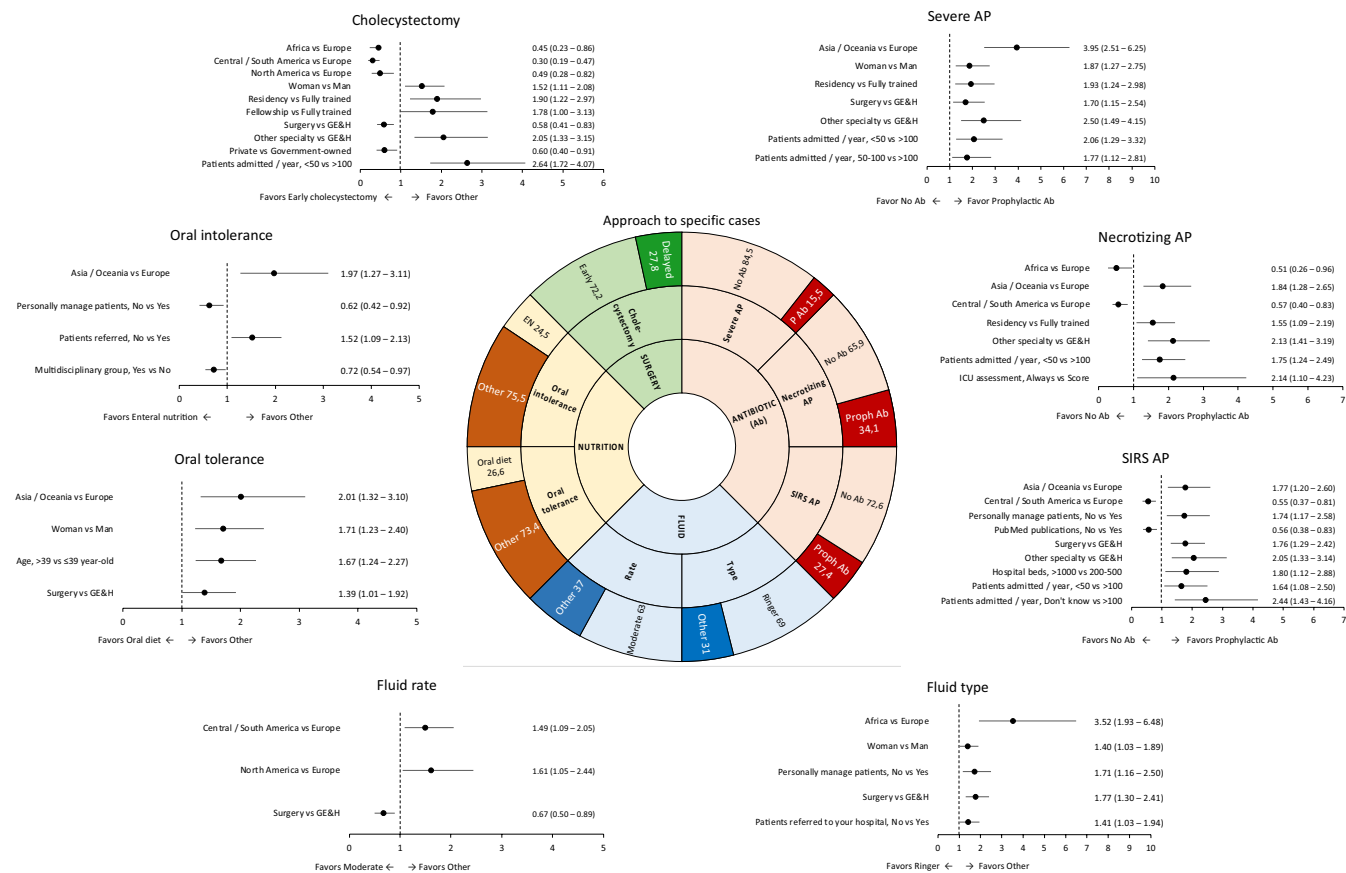 Cholecystectomy
Africa vs Europe 0.45 (0.23 – 0.86)
Central / South America vs Europe 0.30 (0.19 – 0.47)
North America vs Europe 0.49 (0.28 – 0.82)
Woman vs Man 1.52 (1.11 – 2.08)
Residency vs Fully trained 1.90 (1.22 – 2.97)
Fellowship vs Fully trained 1.78 (1.00 – 3.13)
Surgery vs GE&H 0.58 (0.41 – 0.83)
Other specialty vs GE&H 2.05 (1.33 – 3.15)
Private vs Government-owned 0.60 (0.40 – 0.91)
Patients admitted / year, <50 vs >100 2.64 (1.72 – 4.07)
0 1 2 3 4 5 6
Favors Early cholecystectomy ← → Favors Other
Severe AP
Asia / Oceania vs Europe 3.95 (2.51 – 6.25)
Woman vs Man 1.87 (1.27 – 2.75)
Residency vs Fully trained 1.93 (1.24 – 2.98)
Surgery vs GE&H 1.70 (1.15 – 2.54)
Other specialty vs GE&H 2.50 (1.49 – 4.15)
Patients admitted / year, <50 vs >100 2.06 (1.29 – 3.32)
Patients admitted / year, 50-100 vs >100 1.77 (1.12 – 2.81)
0 1 2 3 4 5 6 7 8 9 10
Favor No Ab ← → Favor Prophylactic Ab
Oral intolerance
Asia / Oceania vs Europe 1.97 (1.27 – 3.11)
Personally manage patients, No vs Yes 0.62 (0.42 – 0.92)
Patients referred, No vs Yes 1.52 (1.09 – 2.13)
Multidisciplinary group, Yes vs No 0.72 (0.54 – 0.97)
0 1 2 3 4 5
Favors Enteral nutrition ← → Favors Other
Approach to specific cases
Early 72,2
Delayed
27,8
No Ab 84,5
P Ab 15,5
No Ab 65,9
Proph Ab
34,1
No Ab 72,6
Proph Ab
27,4
Ringer 69
Other 31
Moderate 63
Other 37
Other 73,4
Oral diet
26,6
Other 75,5
EN 24,5
Chole-
cystectomy
Severe AP
Necrotizing
AP
SIRS AP
Type
Rate
Oral
tolerance
Oral
intolerance
SURGERY
ANTIBIOTIC
(Ab)
FLUID
NUTRITION
Necrotizing AP
Africa vs Europe 0.51 (0.26 – 0.96)
Asia / Oceania vs Europe 1.84 (1.28 – 2.65)
Central / South America vs Europe 0.57 (0.40 – 0.83)
Residency vs Fully trained 1.55 (1.09 – 2.19)
Other specialty vs GE&H 2.13 (1.41 – 3.19)
Patients admitted / year, <50 vs >100 1.75 (1.24 – 2.49)
ICU assessment, Always vs Score 2.14 (1.10 – 4.23)
0 1 2 3 4 5 6 7
Favors No Ab ← → Favors Prophylactic Ab
Oral tolerance
Asia / Oceania vs Europe 2.01 (1.32 – 3.10)
Woman vs Man 1.71 (1.23 – 2.40)
Age, >39 vs ≤39 year-old 1.67 (1.24 – 2.27)
Surgery vs GE&H 1.39 (1.01 – 1.92)
0 1 2 3 4 5
Favors Oral diet ← → Favors Other
SIRS AP
Asia / Oceania vs Europe 1.77 (1.20 – 2.60)
Central / South America vs Europe 0.55 (0.37 – 0.81)
Personally manage patients, No vs Yes 1.74 (1.17 – 2.58)
PubMed publications, No vs Yes 0.56 (0.38 – 0.83)
Surgery vs GE&H 1.76 (1.29 – 2.42)
Other specialty vs GE&H 2.05 (1.33 – 3.14)
Hospital beds, >1000 vs 200-500 1.80 (1.12 – 2.88)
Patients admitted / year, <50 vs >100 1.64 (1.08 – 2.50)
Patients admitted / year, Don't know vs >100 2.44 (1.43 – 4.16)
0 1 2 3 4 5 6 7
Favors No Ab ← → Favors Prophylactic Ab
Fluid rate
Central / South America vs Europe 1.49 (1.09 – 2.05)
North America vs Europe 1.61 (1.05 – 2.44)
Surgery vs GE&H 0.67 (0.50 – 0.89)
0 1 2 3 4 5
Favors Moderate ← → Favors Other
Fluid type
Africa vs Europe 3.52 (1.93 – 6.48)
Woman vs Man 1.40 (1.03 – 1.89)
Personally manage patients, No vs Yes 1.71 (1.16 – 2.50)
Surgery vs GE&H 1.77 (1.30 – 2.41)
Patients referred to your hospital, No vs Yes 1.41 (1.03 – 1.94)
0 1 2 3 4 5 6 7 8 9 10
Favors Ringer ← → Favors Other